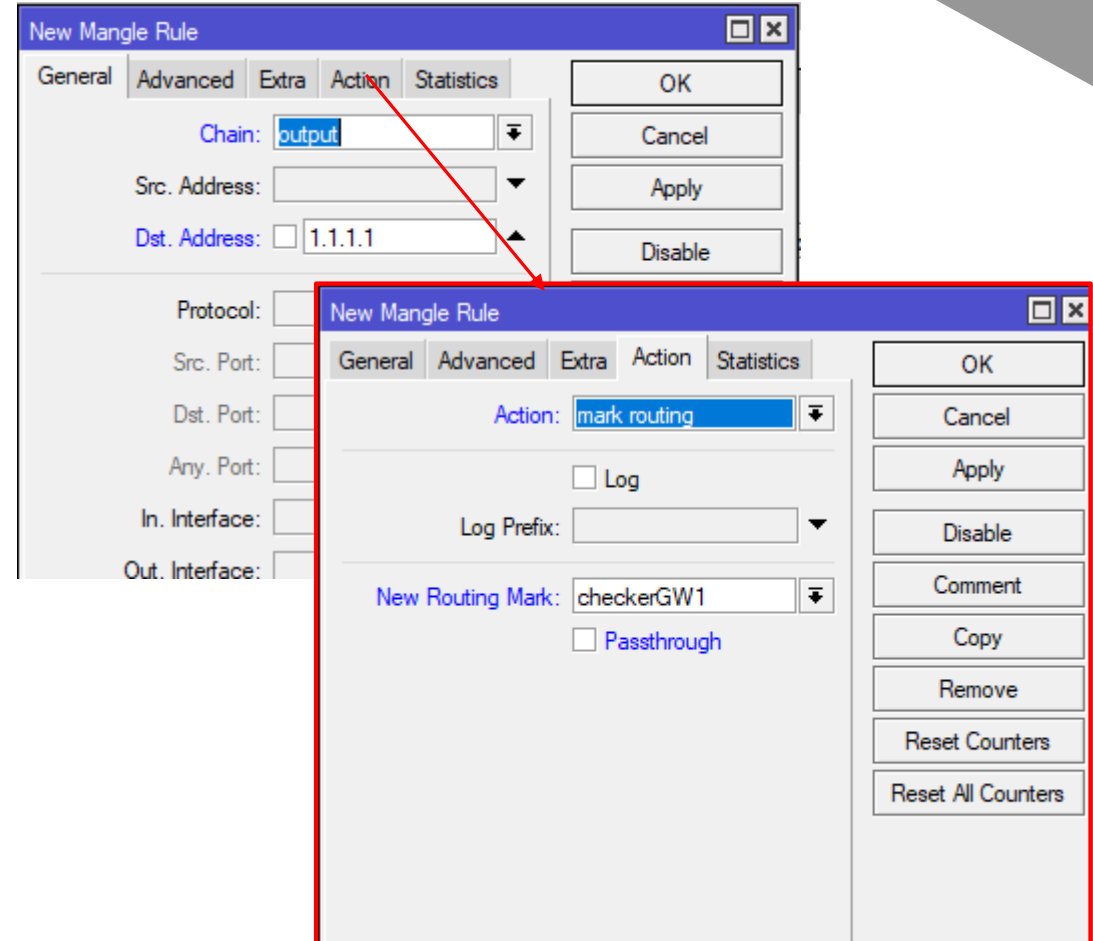 New Mangle Rule
General Advanced Extra Action Statistics
OK
Chain: output
Cancel
Src. Address:
Apply
Dst. Address: 1.1.1.1
Disable
Protocol:
Src. Port:
Dst. Port:
Any. Port:
In. Interface:
Out. Interface:
New Mangle Rule
General Advanced Extra Action Statistics
OK
Action: mark routing
Cancel
Log
Apply
Log Prefix:
Disable
New Routing Mark: checkerGW1
Comment
Passthrough
Copy
Remove
Reset Counters
Reset All Counters